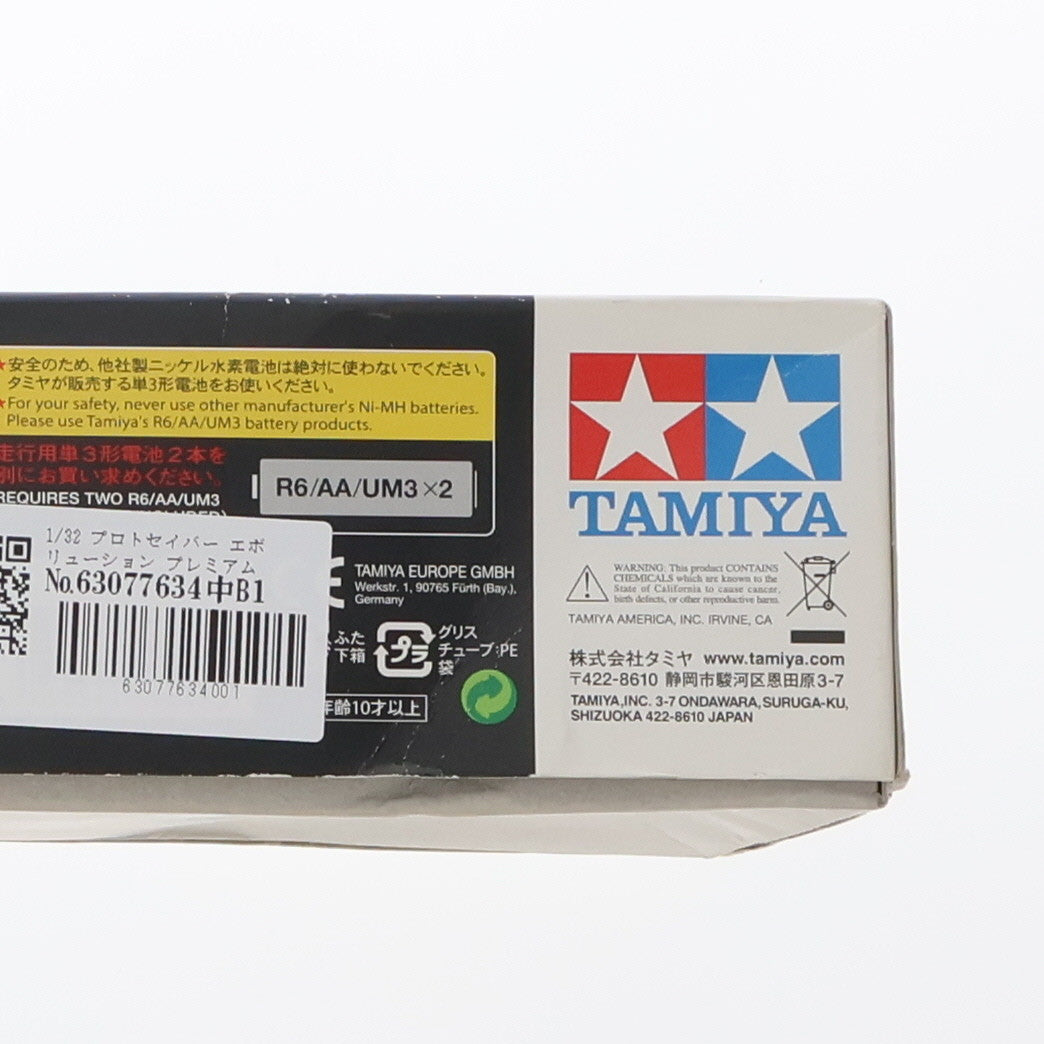 ★安全のため、他社製ニッケル水素電池は絶対に使わないでください。
タミヤが販売する単3形電池をお使いください。
★For your safety, never use other manufacturer's Ni-MH batteries.
Please use Tamiya's R6/AA/UM3 battery products.
走行用単3形電池2本を
別にお買い求めください。
REQUIRES TWO R6/AA/UM3
R6/AA/UM3×2
1/32 プロトセイバー エボ
リューション プレミアム
No.63077634中B1
63077634001
TAMIYA EUROPE GMBH
Werkstr. 1, 90765 Fürth (Bay.),
Germany
ふた
下箱
プラ
グリス
チューブ:PE
袋
年齢10才以上
TAMIYA
WARNING: This product CONTAINS
CHEMICALS which are known to the
State of California to cause cancer,
birth defects, or other reproductive harm.
TAMIYA AMERICA, INC. IRVINE, CA
株式会社タミヤ www.tamiya.com
〒422-8610 静岡市駿河区恩田原3-7
TAMIYA,INC. 3-7 ONDAWARA, SURUGA-KU,
SHIZUOKA 422-8610 JAPAN